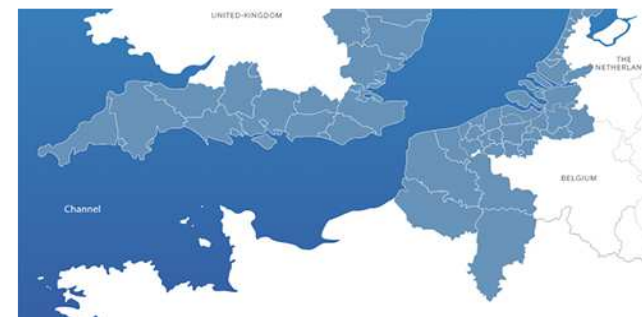 UNITED-KINGDOM
THE
NETHERLAN
BELGIUM
Channel